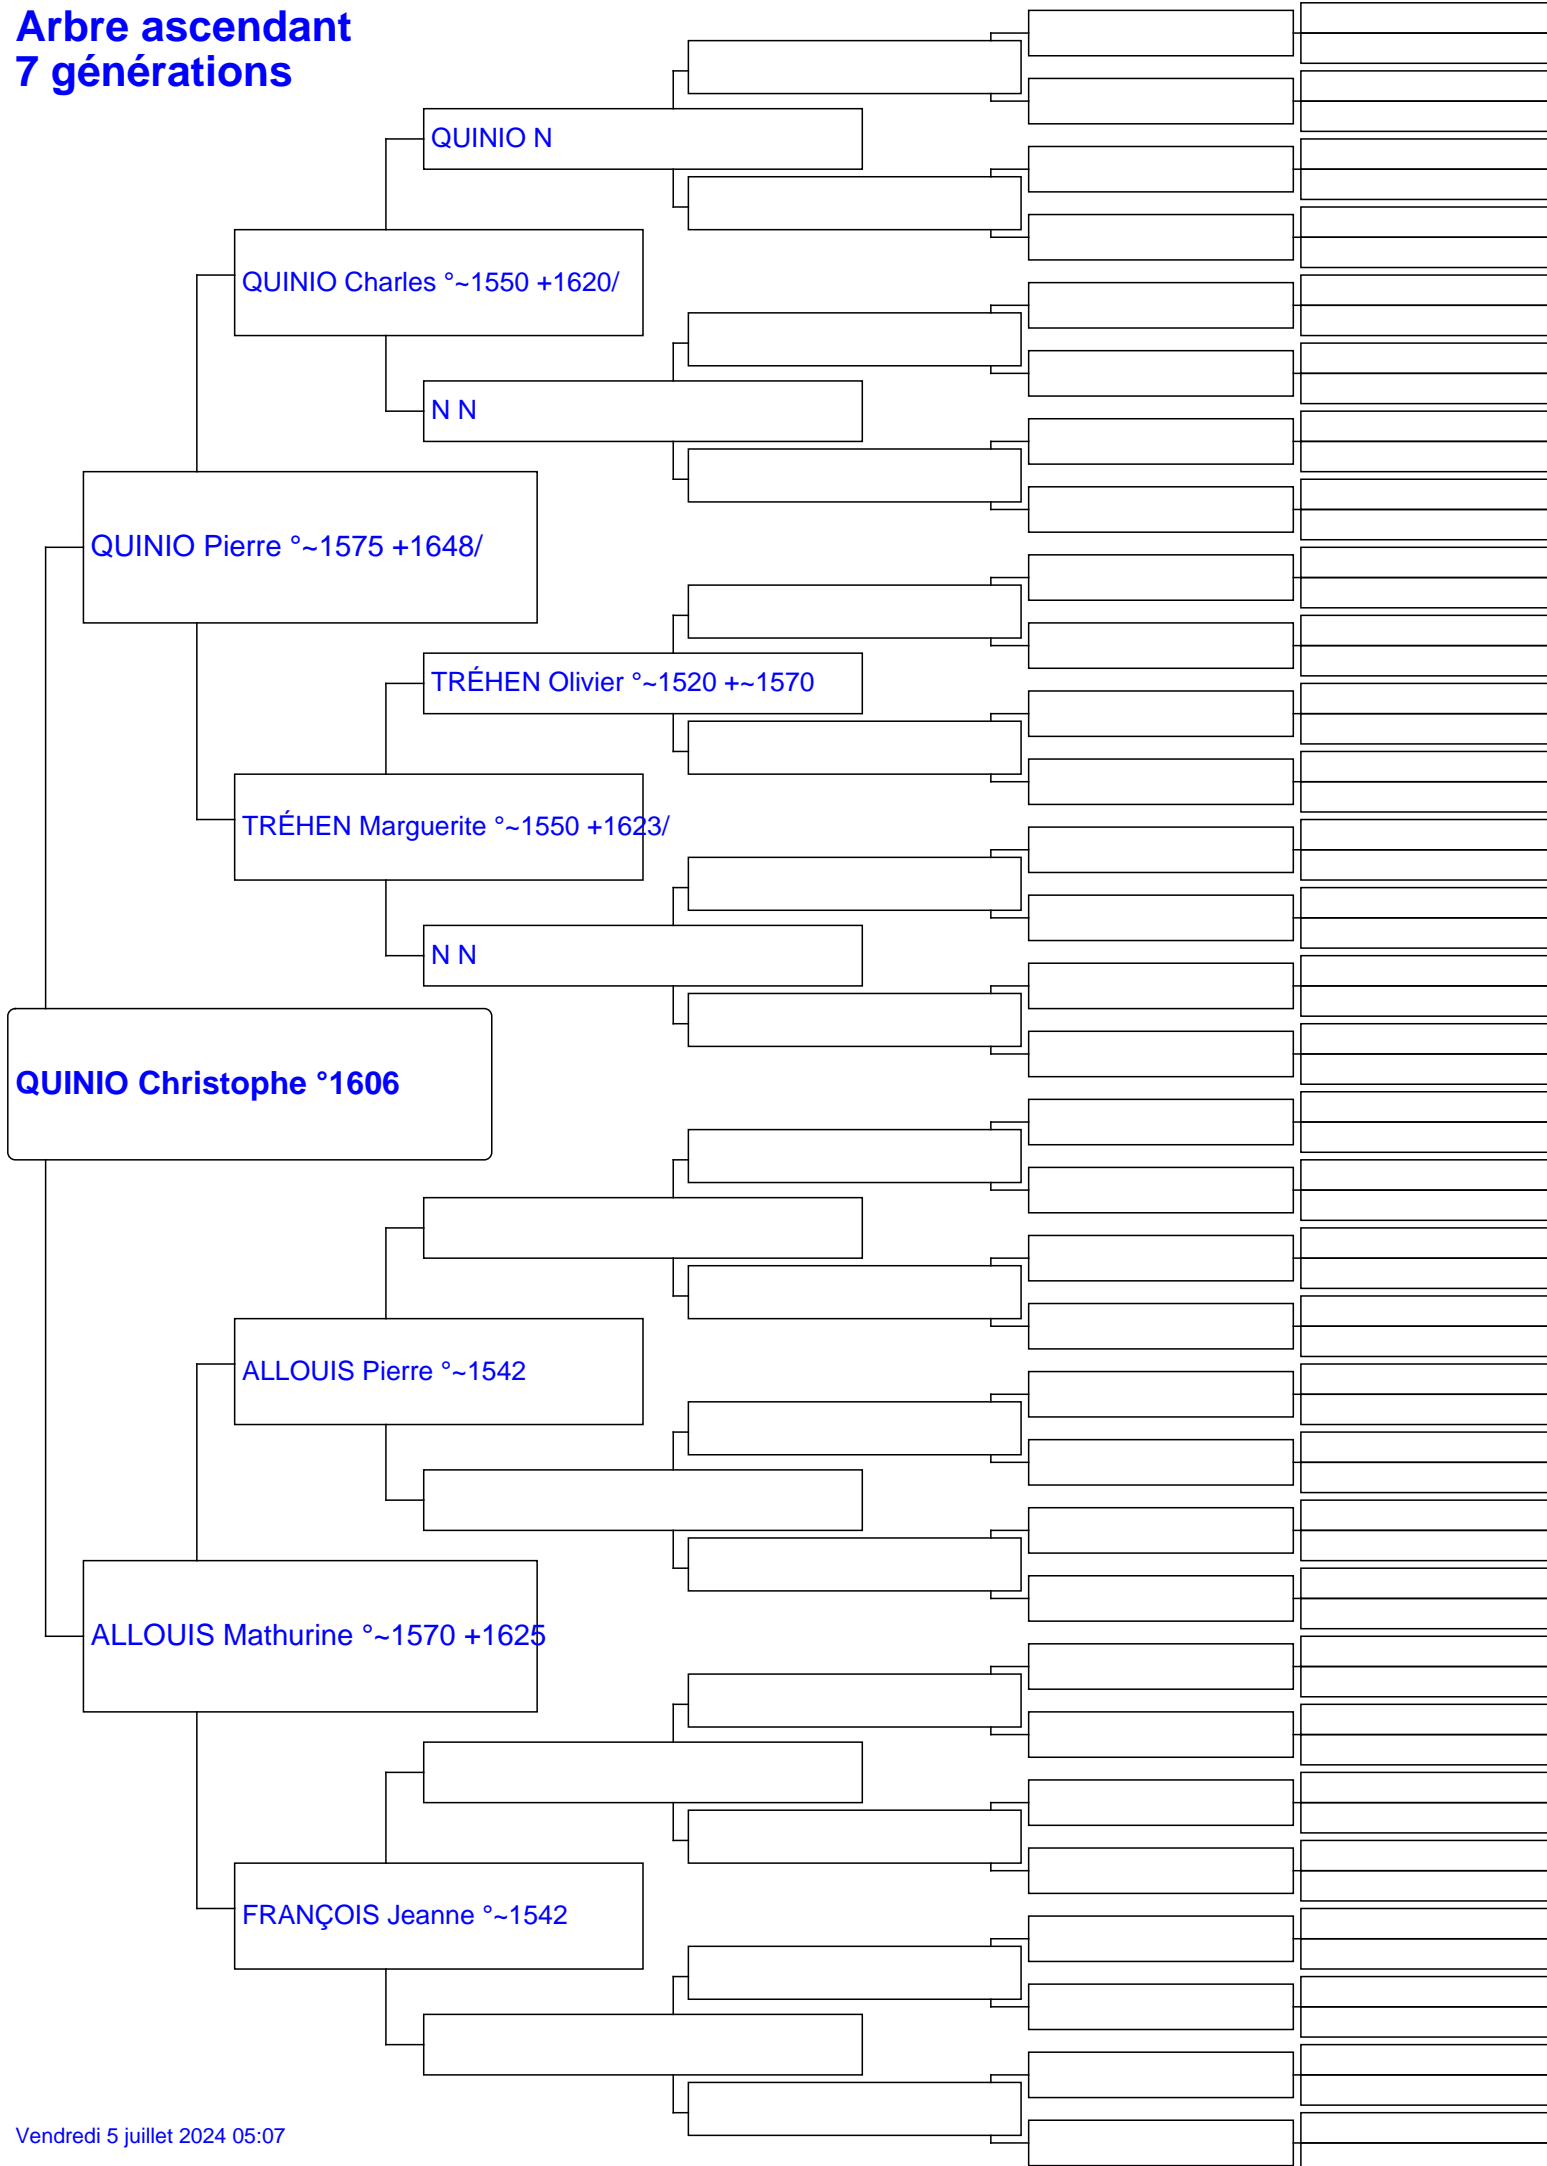 Arbre ascendant
7 générations
QUINIO N
QUINIO Charles °~1550 +1620/
N N
QUINIO Pierre °~1575 +1648/
TRÉHEN Olivier °~1520 +~1570
TRÉHEN Marguerite °~1550 +1623/
N N
QUINIO Christophe °1606
ALLOUIS Pierre °~1542
ALLOUIS Mathurine °~1570 +1625
FRANÇOIS Jeanne °~1542
Vendredi 5 juillet 2024 05:07